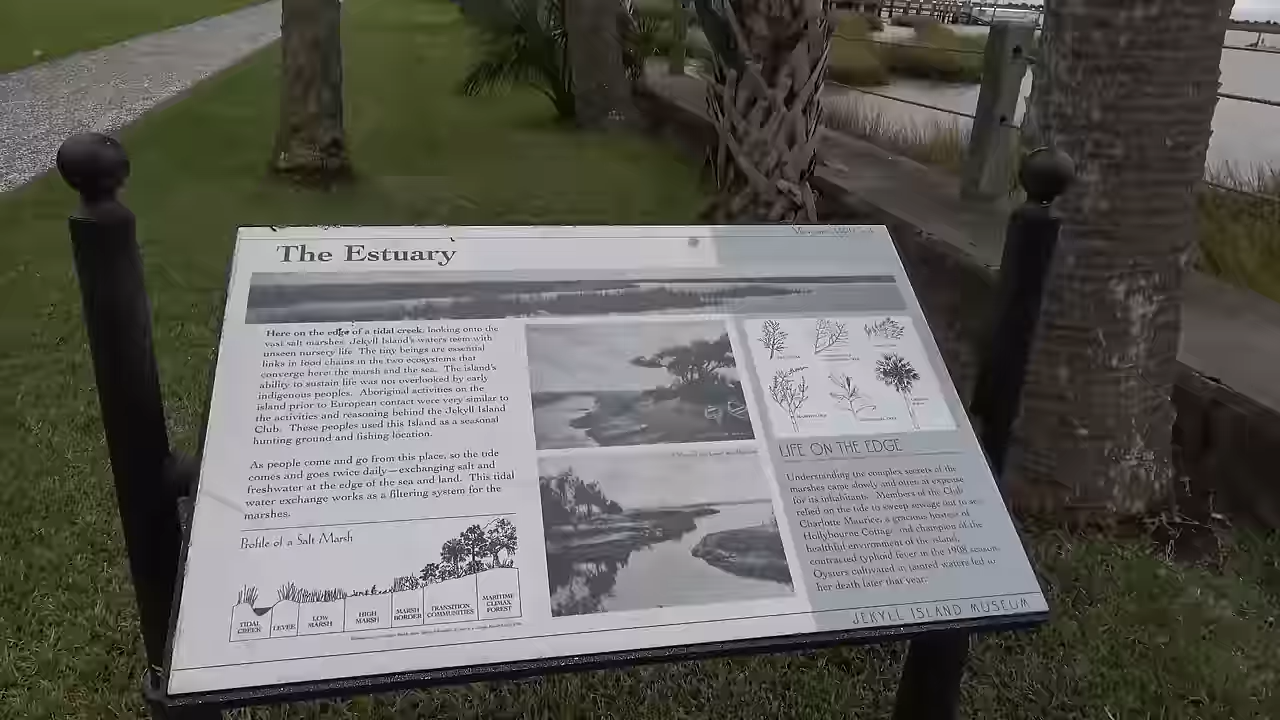 The Estuary
Here on the edge of a tidal creek, looking onto the
vast salt marshes, Jekyll Island's waters teem with
unseen nursery life. The tiny beings are essential
links in food chains in the two ecosystems that
converge here: the marsh and the sea. The island's
ability to sustain life was not overlooked by early
indigenous peoples. Aboriginal activities on the
island prior to European contact were very similar to
the activities and reasoning behind the Jekyll Island
Club. These peoples used this Island as a seasonal
hunting ground and fishing location.
As people come and go from this place, so the tide
comes and goes twice daily—exchanging salt and
freshwater at the edge of the sea and land. This tidal
water exchange works as a filtering system for the
marshes.
Profile of a Salt Marsh
TIDAL CREEK
LEVEE
LOW MARSH
HIGH MARSH
MARSH BORDER
TRANSITION COMMUNITIES
MARITIME CLIMAX FOREST
LIFE ON THE EDGE
Understanding the complex secrets of the
marshes came slowly and often at expense
for its inhabitants. Members of the Club
relied on the tide to sweep sewage out to
Charlotte Maurice, a gracious hostess of
Hollybourne Cottage and champion of the
healthful environment of the island,
contracted typhoid fever in the 1908 season.
Oysters cultivated in tainted waters led to
her death later that year.
JEKYLL ISLAND MUSEUM